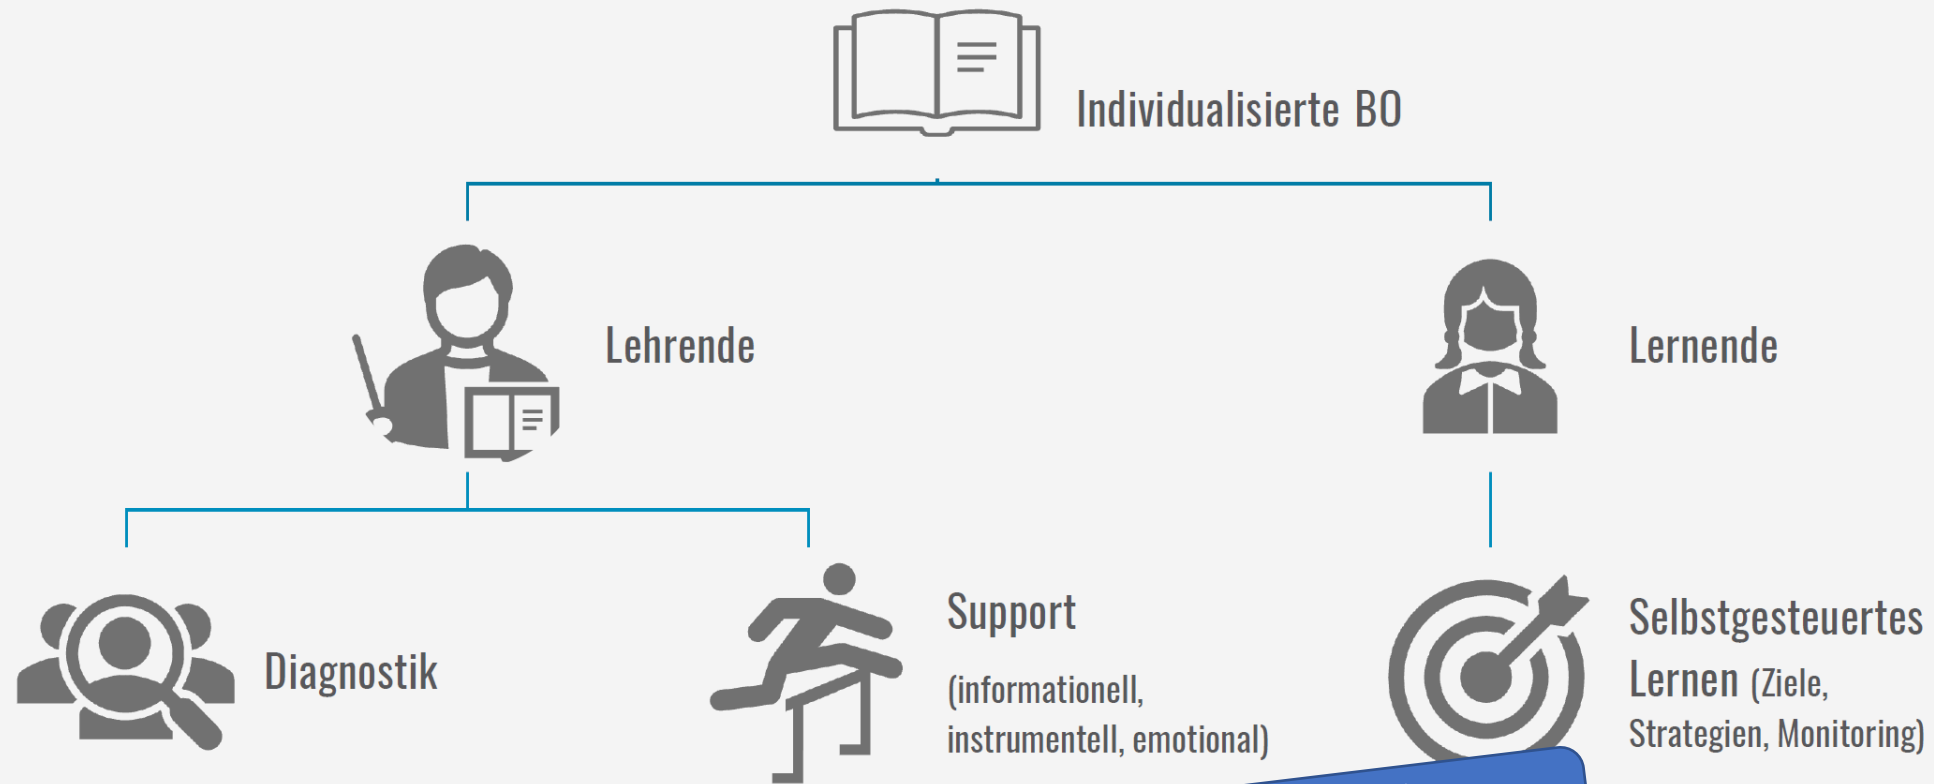 Individualisierte BO
Lehrende
Lernende
Diagnostik
Support
(informationell,
instrumentell, emotional)
Selbstgesteuertes
Lernen (Ziele,
Strategien, Monitoring)